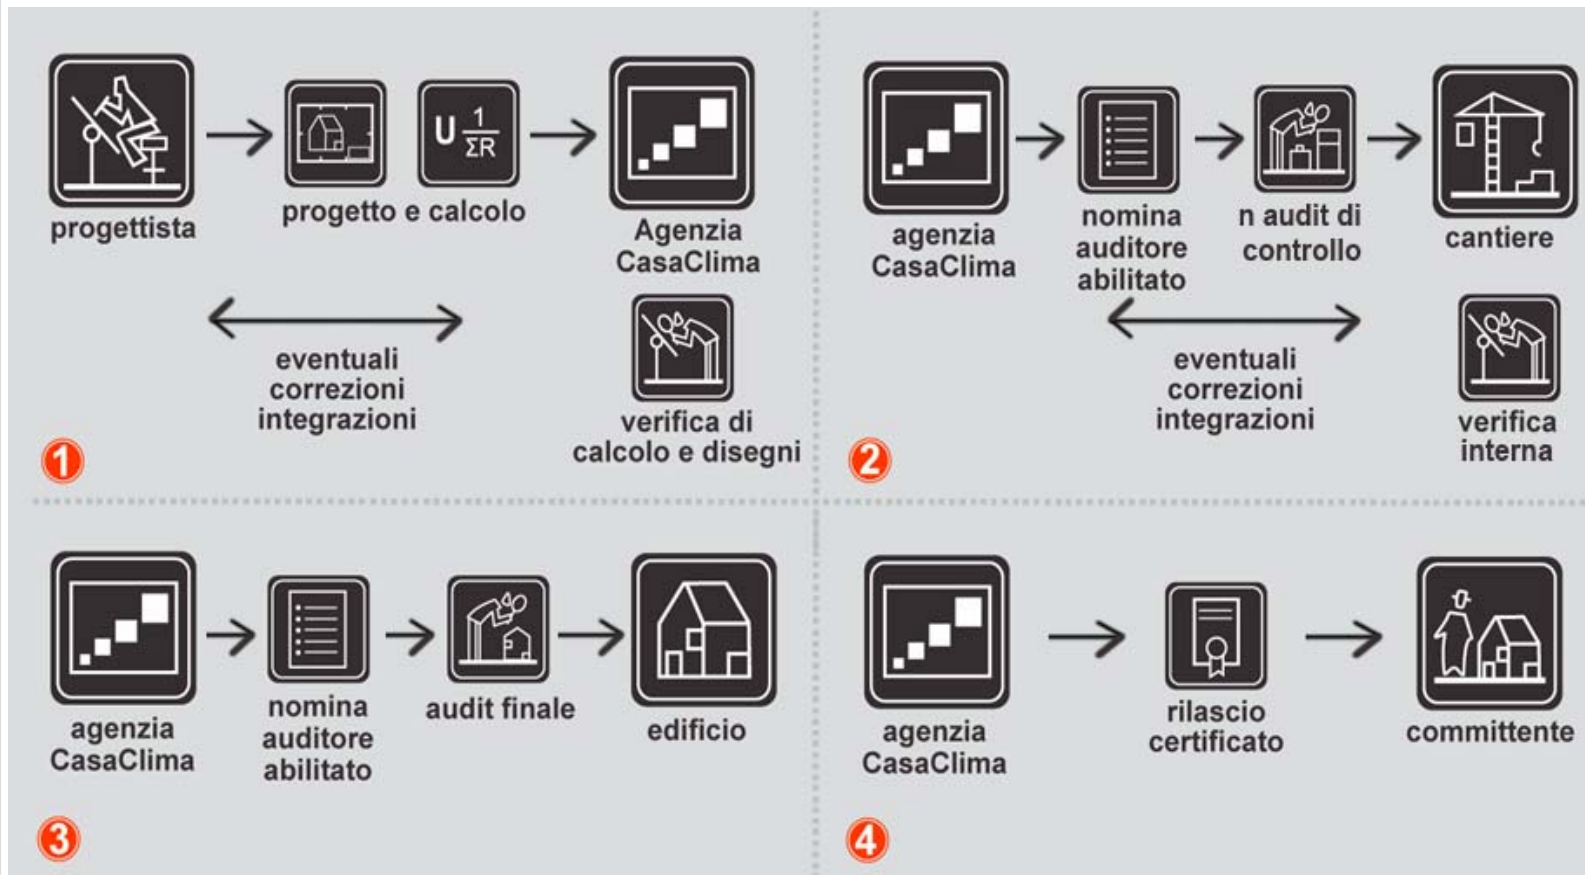 progettista
progetto e calcolo
U 1
ΣR
Agenzia
CasaClima
eventuali
correzioni
integrazioni
verifica di
calcolo e disegni
1
agenzia
CasaClima
nomina
auditore
abilitato
n audit di
controllo
cantiere
eventuali
correzioni
integrazioni
verifica
interna
2
agenzia
CasaClima
nomina
auditore
abilitato
audit finale
edificio
3
agenzia
CasaClima
rilascio
certificato
committente
4